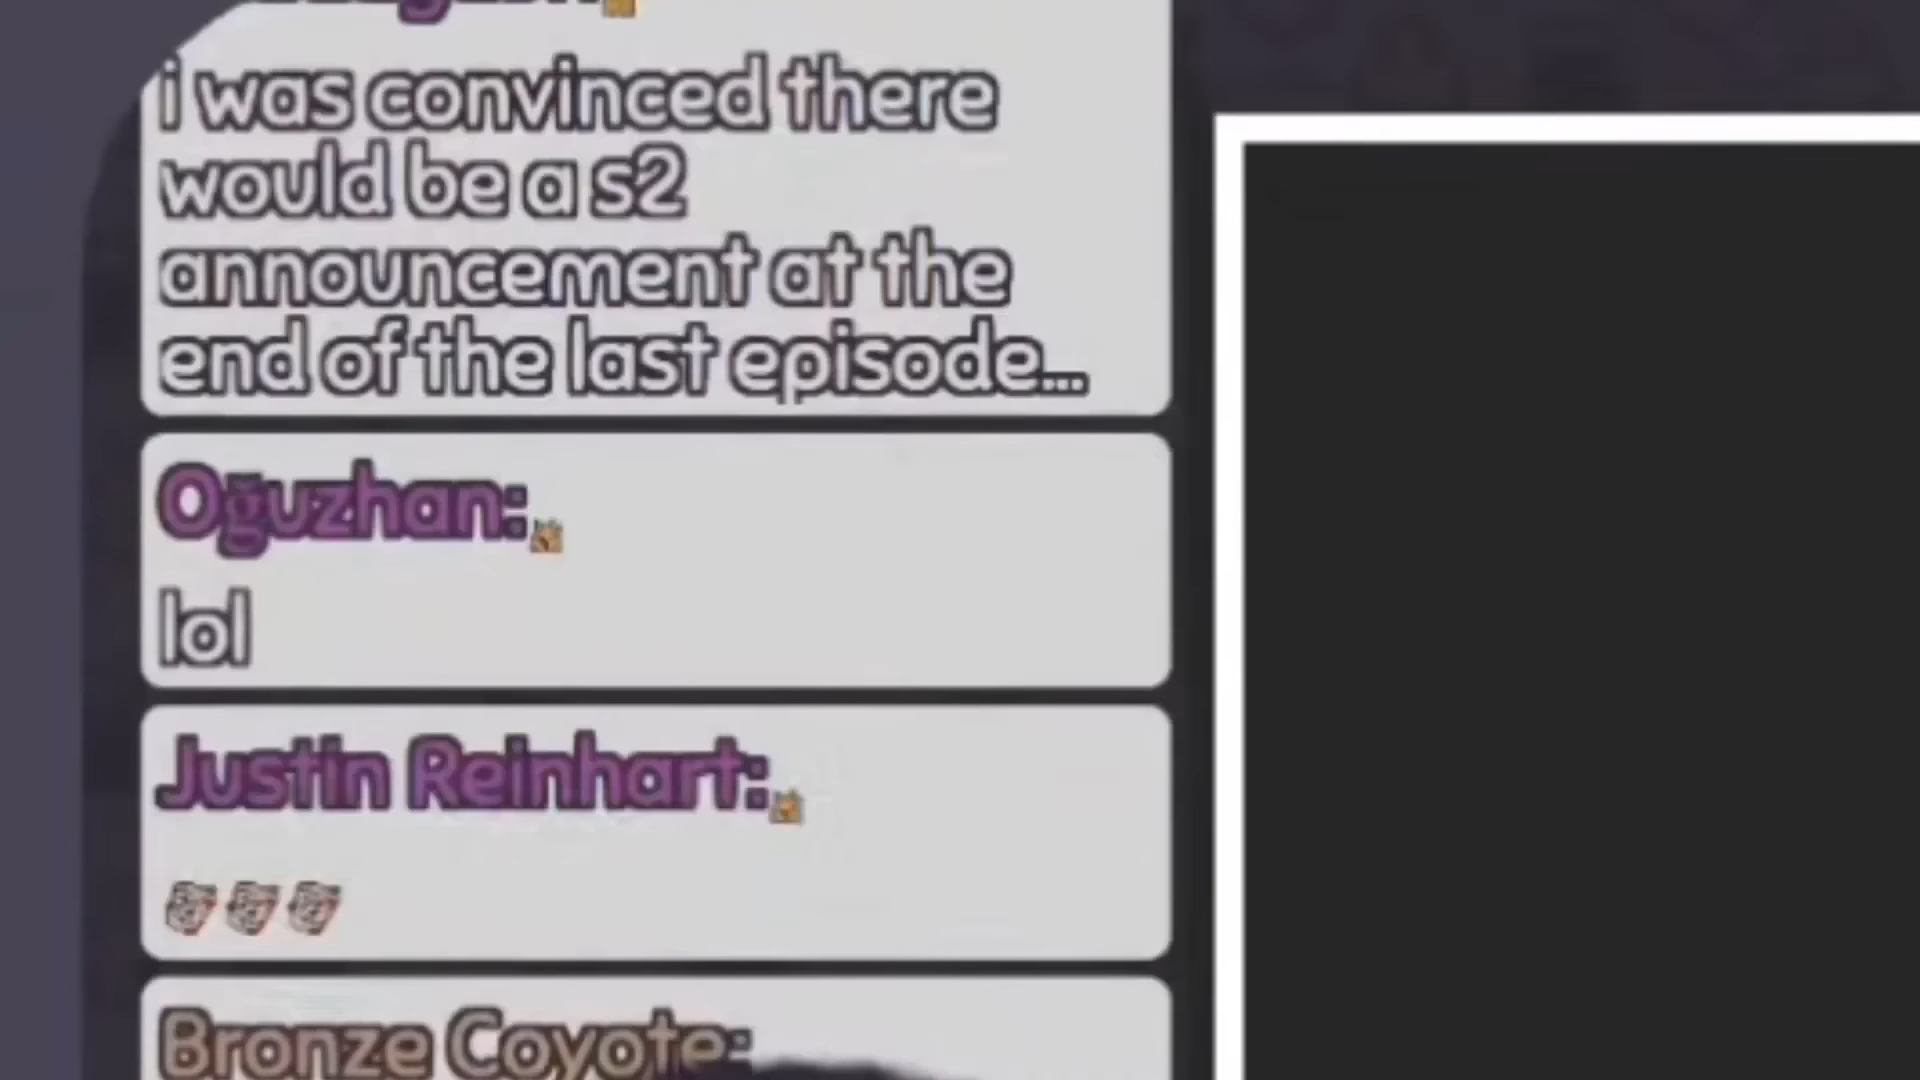 i was convinced there
would be a s2
announcement at the
end of the last episode...
Oğuzhan:
lol
Justin Reinhart:
Bronze Coyote: